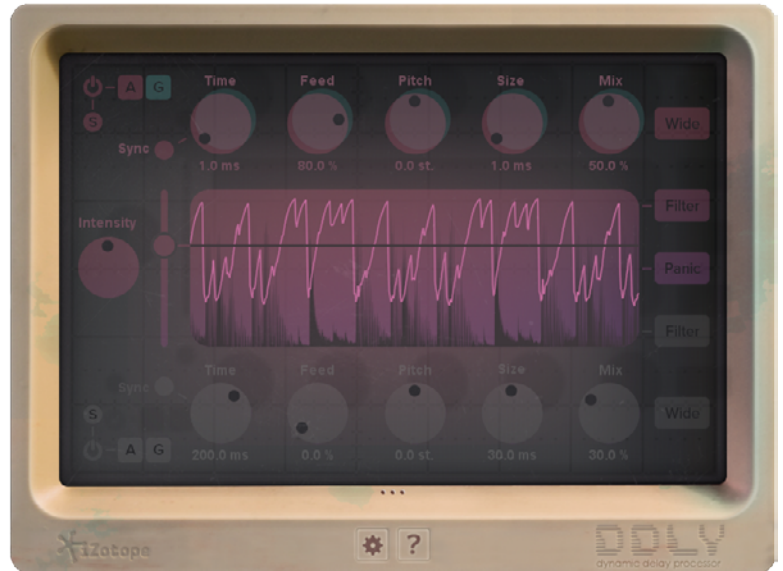 A G
S
Time Feed Pitch Size Mix
Sync
1.0 ms 80.0 % 0.0 st. 1.0 ms 50.0 %
Wide
Intensity
Filter
Panic
Filter
Time Feed Pitch Size Mix
Sync
S
A G
200.0 ms 0.0 % 0.0 st. 30.0 ms 30.0 %
Wide
iZotope
?
DDLY
dynamic delay processor